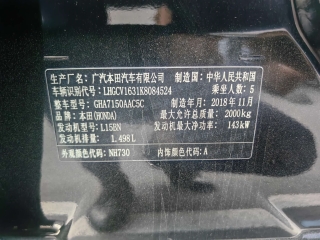 生产厂名：广汽本田汽车有限公司 制造国：中华人民共和国
车辆识别代号：LHGCV1631K8084524 乘坐人数：5
整车型号：GHA7150AAC5C 制造年月：2018年11月
品牌：本田(HONDA) 最大允许总质量：2000kg
发动机型号：L15BN 发动机最大净功率：143kW
发动机排量：1.498L
外观颜色代码：NH730 内饰颜色代码：A